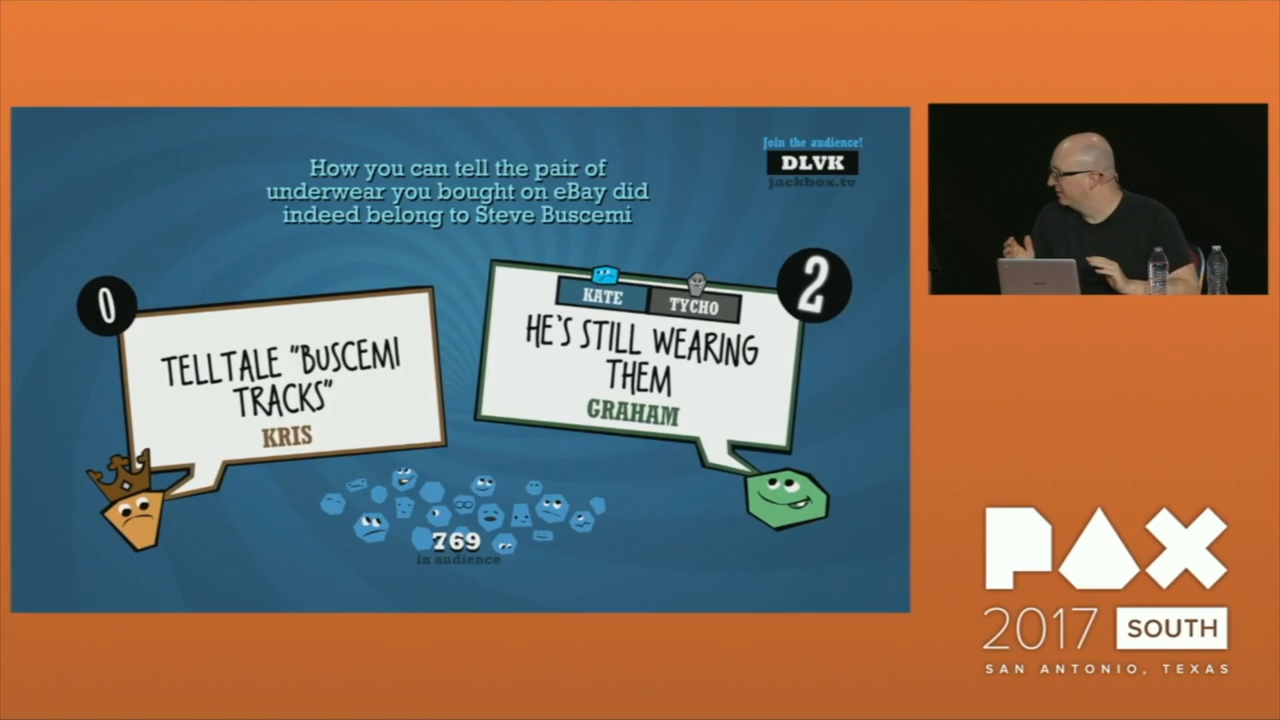 How you can tell the pair of
underwear you bought on eBay did
indeed belong to Steve Buscemi
Join the audience!
DLVK
jackbox.tv
0
TELLTALE "BUSCEMI
TRACKS"
KRIS
2
KATE
TYCHO
HE'S STILL WEARING
THEM
GRAHAM
769
in audience
PAX
2017 SOUTH
SAN ANTONIO, TEXAS